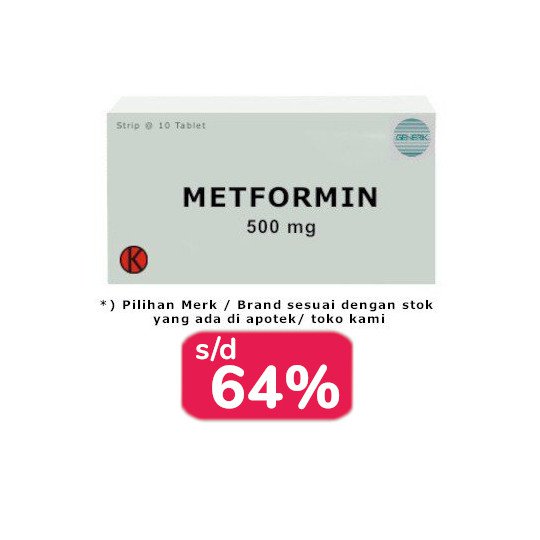 Strip @ 10 Tablet
GENERIK
METFORMIN
500 mg
K
*) Pilihan Merk / Brand sesuai dengan stok
yang ada di apotek/ toko kami
s/d
64%